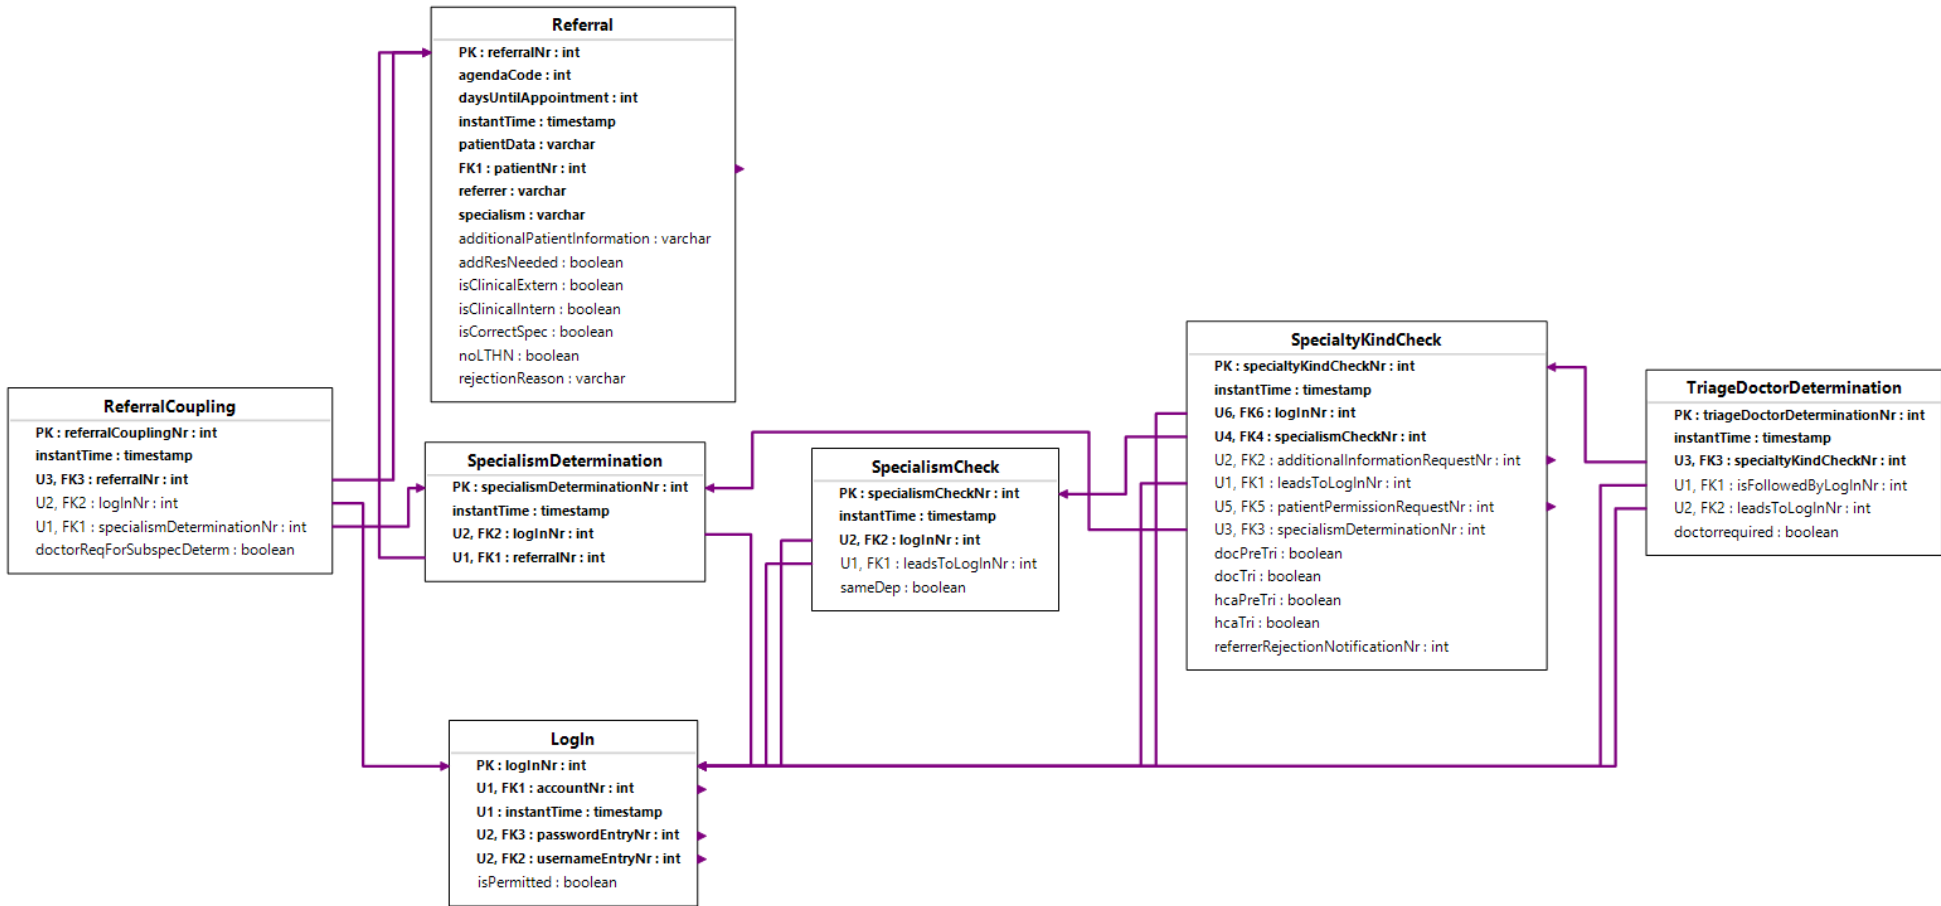 Referral
PK : referralNr : int
agendaCode : int
daysUntilAppointment : int
instantTime : timestamp
patientData : varchar
FK1 : patientNr : int
referrer : varchar
specialism : varchar
additionalPatientInformation : varchar
addResNeeded : boolean
isClinicalExtern : boolean
isClinicalIntern : boolean
isCorrectSpec : boolean
noLTHN : boolean
rejectionReason : varchar
ReferralCoupling
PK : referralCouplingNr : int
instantTime : timestamp
U3, FK3 : referralNr : int
U2, FK2 : logInNr : int
U1, FK1 : specialismDeterminationNr : int
doctorReqForSubspecDeterm : boolean
SpecialismDetermination
PK : specialismDeterminationNr : int
instantTime : timestamp
U2, FK2 : logInNr : int
U1, FK1 : referralNr : int
SpecialismCheck
PK : specialismCheckNr : int
instantTime : timestamp
U2, FK2 : logInNr : int
U1, FK1 : leadsToLogInNr : int
sameDep : boolean
SpecialtyKindCheck
PK : specialtyKindCheckNr : int
instantTime : timestamp
U6, FK6 : logInNr : int
U4, FK4 : specialismCheckNr : int
U2, FK2 : additionalInformationRequestNr : int
U1, FK1 : leadsToLogInNr : int
U5, FK5 : patientPermissionRequestNr : int
U3, FK3 : specialismDeterminationNr : int
docPreTri : boolean
docTri : boolean
hcaPreTri : boolean
hcaTri : boolean
referrerRejectionNotificationNr : int
TriageDoctorDetermination
PK : triageDoctorDeterminationNr : int
instantTime : timestamp
U3, FK3 : specialtyKindCheckNr : int
U1, FK1 : isFollowedByLogInNr : int
U2, FK2 : leadsToLogInNr : int
doctorrequired : boolean
LogIn
PK : logInNr : int
U1, FK1 : accountNr : int
U1 : instantTime : timestamp
U2, FK3 : passwordEntryNr : int
U2, FK2 : usernameEntryNr : int
isPermitted : boolean